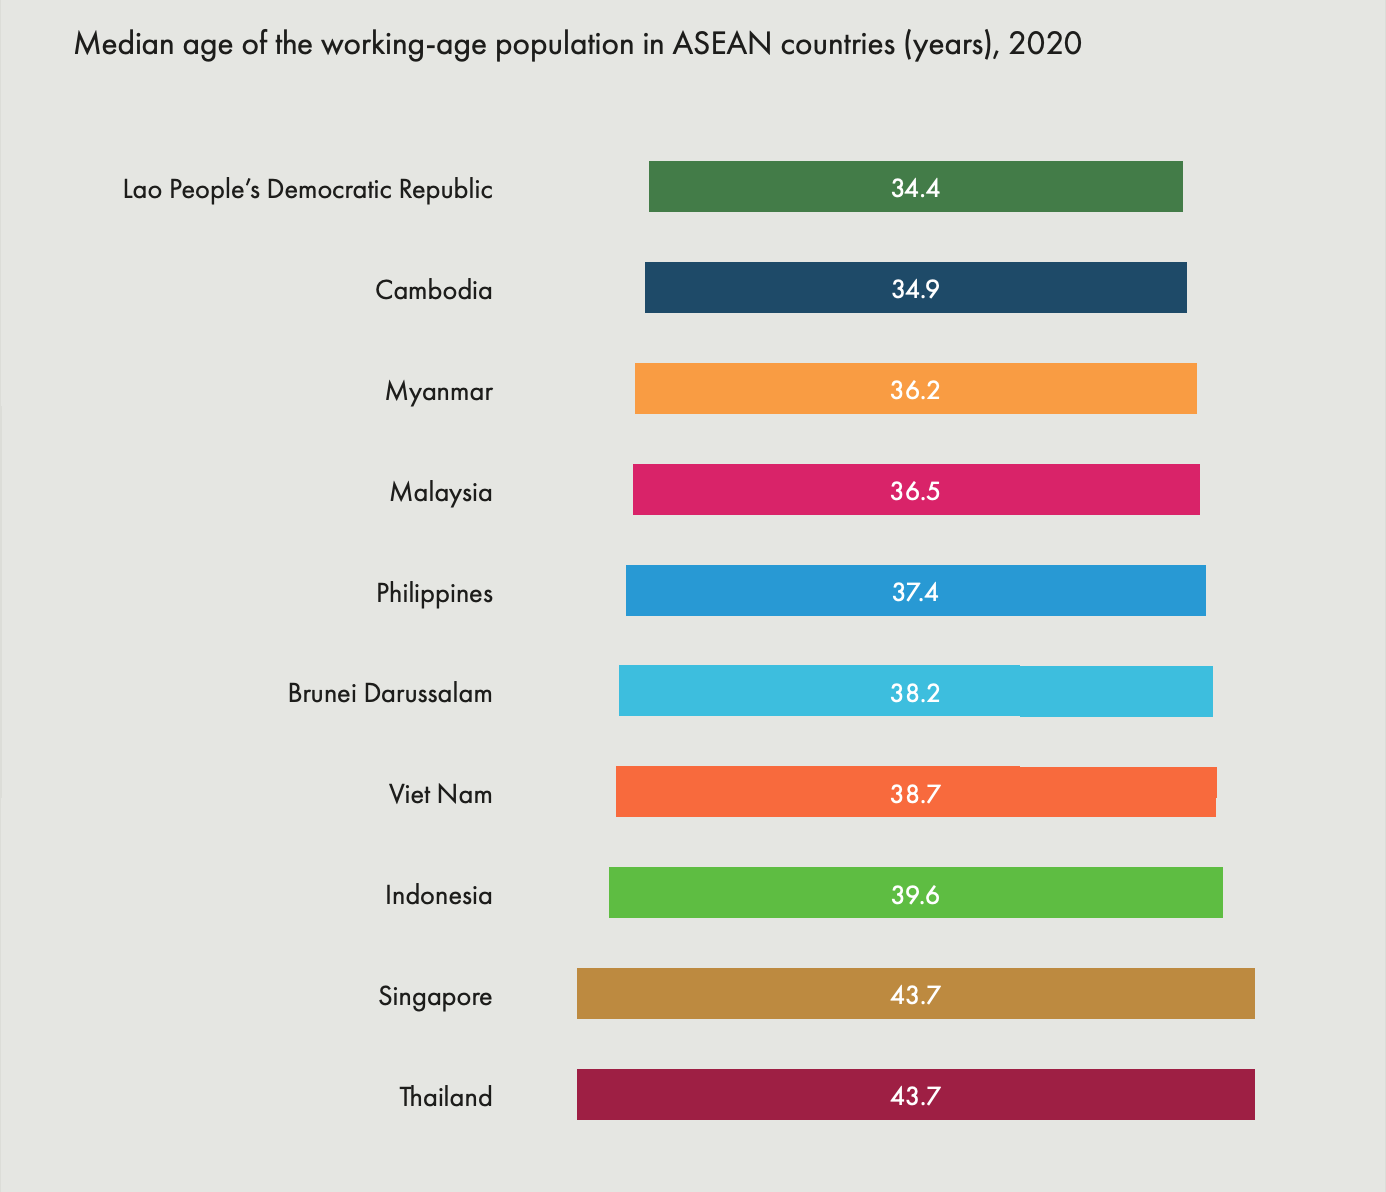 Median age of the working-age population in ASEAN countries (years), 2020
Lao People’s Democratic Republic 34.4
Cambodia 34.9
Myanmar 36.2
Malaysia 36.5
Philippines 37.4
Brunei Darussalam 38.2
Viet Nam 38.7
Indonesia 39.6
Singapore 43.7
Thailand 43.7